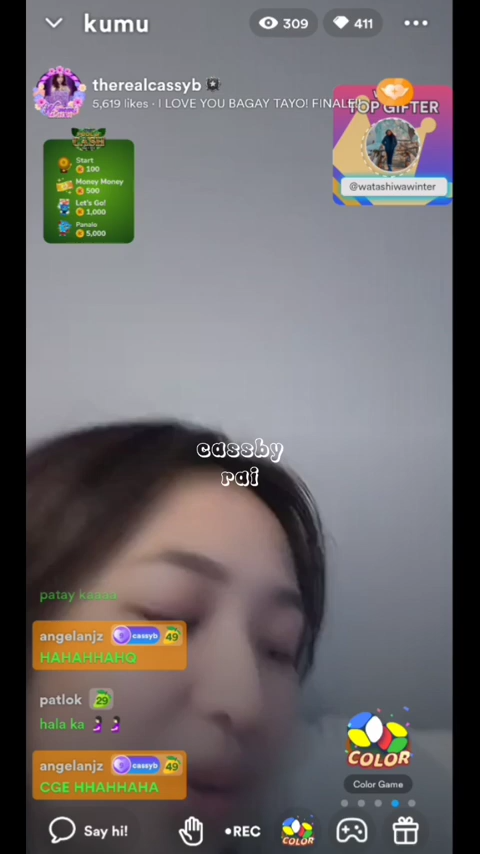 kumu
309
411
therealcassyb
5,619 likes · I LOVE YOU BAGAY TAYO! FINALE!!
TOP GIFTER
@watashiwawinter
Start
100
Money Money
500
Let's Go!
1,000
Panalo
5,000
cassby
rai
patay kaaaa
angelanjz cassyb 49
HAHAHHAHQ
patlok 29
hala ka 🤰🏻🤰🏻
angelanjz cassyb 49
CGE HHAHHAHA
COLOR
Color Game
Say hi!
•REC
COLOR